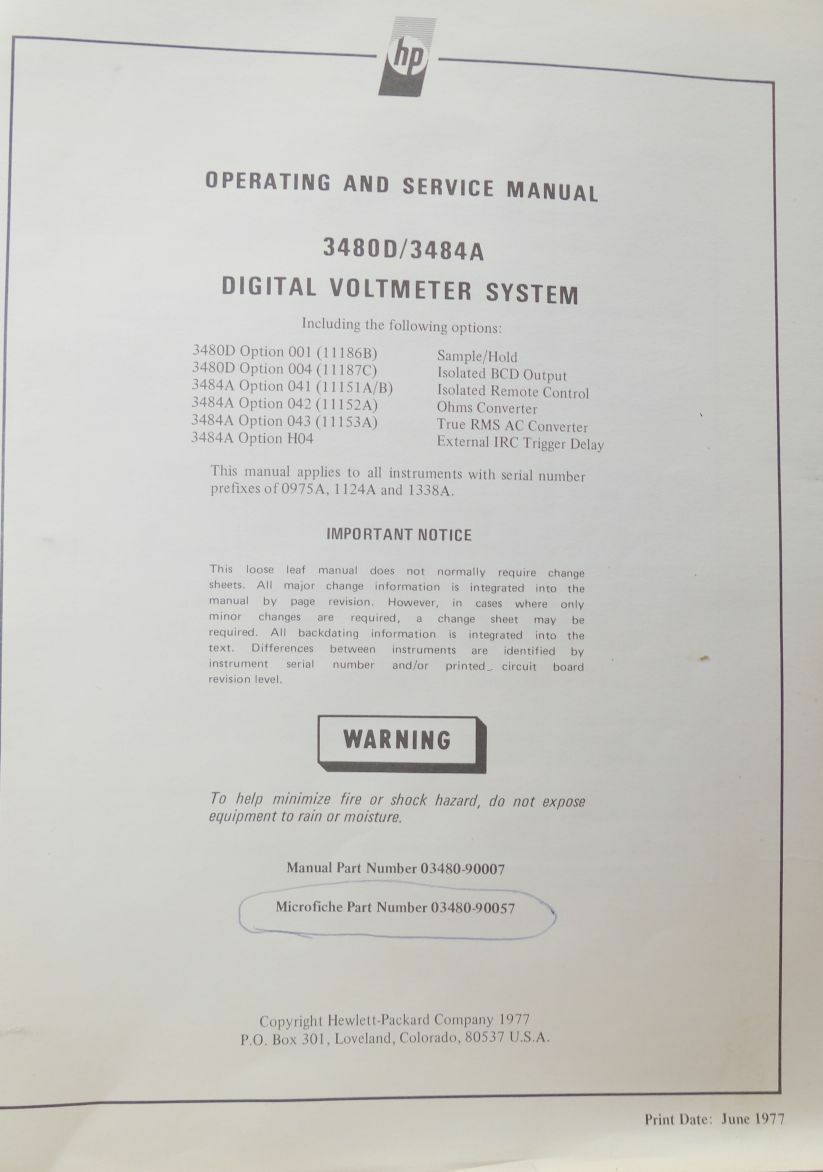 hp
OPERATING AND SERVICE MANUAL
3480D/3484A
DIGITAL VOLTMETER SYSTEM
Including the following options:
3480D Option 001 (11186B) Sample/Hold
3480D Option 004 (11187C) Isolated BCD Output
3484A Option 041 (11151A/B) Isolated Remote Control
3484A Option 042 (11152A) Ohms Converter
3484A Option 043 (11153A) True RMS AC Converter
3484A Option H04 External IRC Trigger Delay
This manual applies to all instruments with serial number
prefixes of 0975A, 1124A and 1338A.
IMPORTANT NOTICE
This loose leaf manual does not normally require change
sheets. All major change information is integrated into the
manual by page revision. However, in cases where only
minor changes are required, a change sheet may be
required. All backdating information is integrated into the
text. Differences between instruments are identified by
instrument serial number and/or printed_ circuit board
revision level.
WARNING
To help minimize fire or shock hazard, do not expose
equipment to rain or moisture.
Manual Part Number 03480-90007
Microfiche Part Number 03480-90057
Copyright Hewlett-Packard Company 1977
P.O. Box 301, Loveland, Colorado, 80537 U.S.A.
Print Date: June 1977